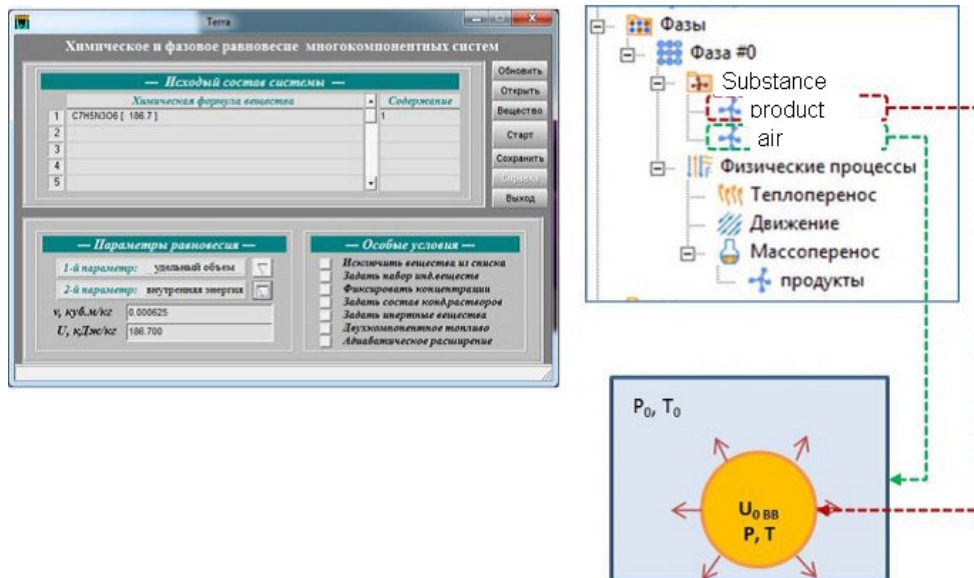 Terra
Химическое и фазовое равновесие многокомпонентных систем
— Исходый состав системы —
Химическая формула вещества
Содержание
1 C7H5N3O6 [ 186.7 ] 1
2
3
4
5
Обновить
Открыть
Вещество
Старт
Сохранить
Справка
Выход
— Параметры равновесия —
1-й параметр: удельный объем
2-й параметр: внутренняя энергия
v, куб.м/кг 0.000625
U, кДж/кг 186.700
— Особые условия —
Исключить вещества из списка
Задать набор инд.веществ
Фиксировать концентрации
Задать состав конд.растворов
Задать инертные вещества
Двухкомпонентное топливо
Адиабатическое расширение
Фазы
Фаза #0
Substance
product
air
Физические процессы
Теплоперенос
Движение
Массоперенос
продукты
P₀, T₀
U₀ ВВ
P, T